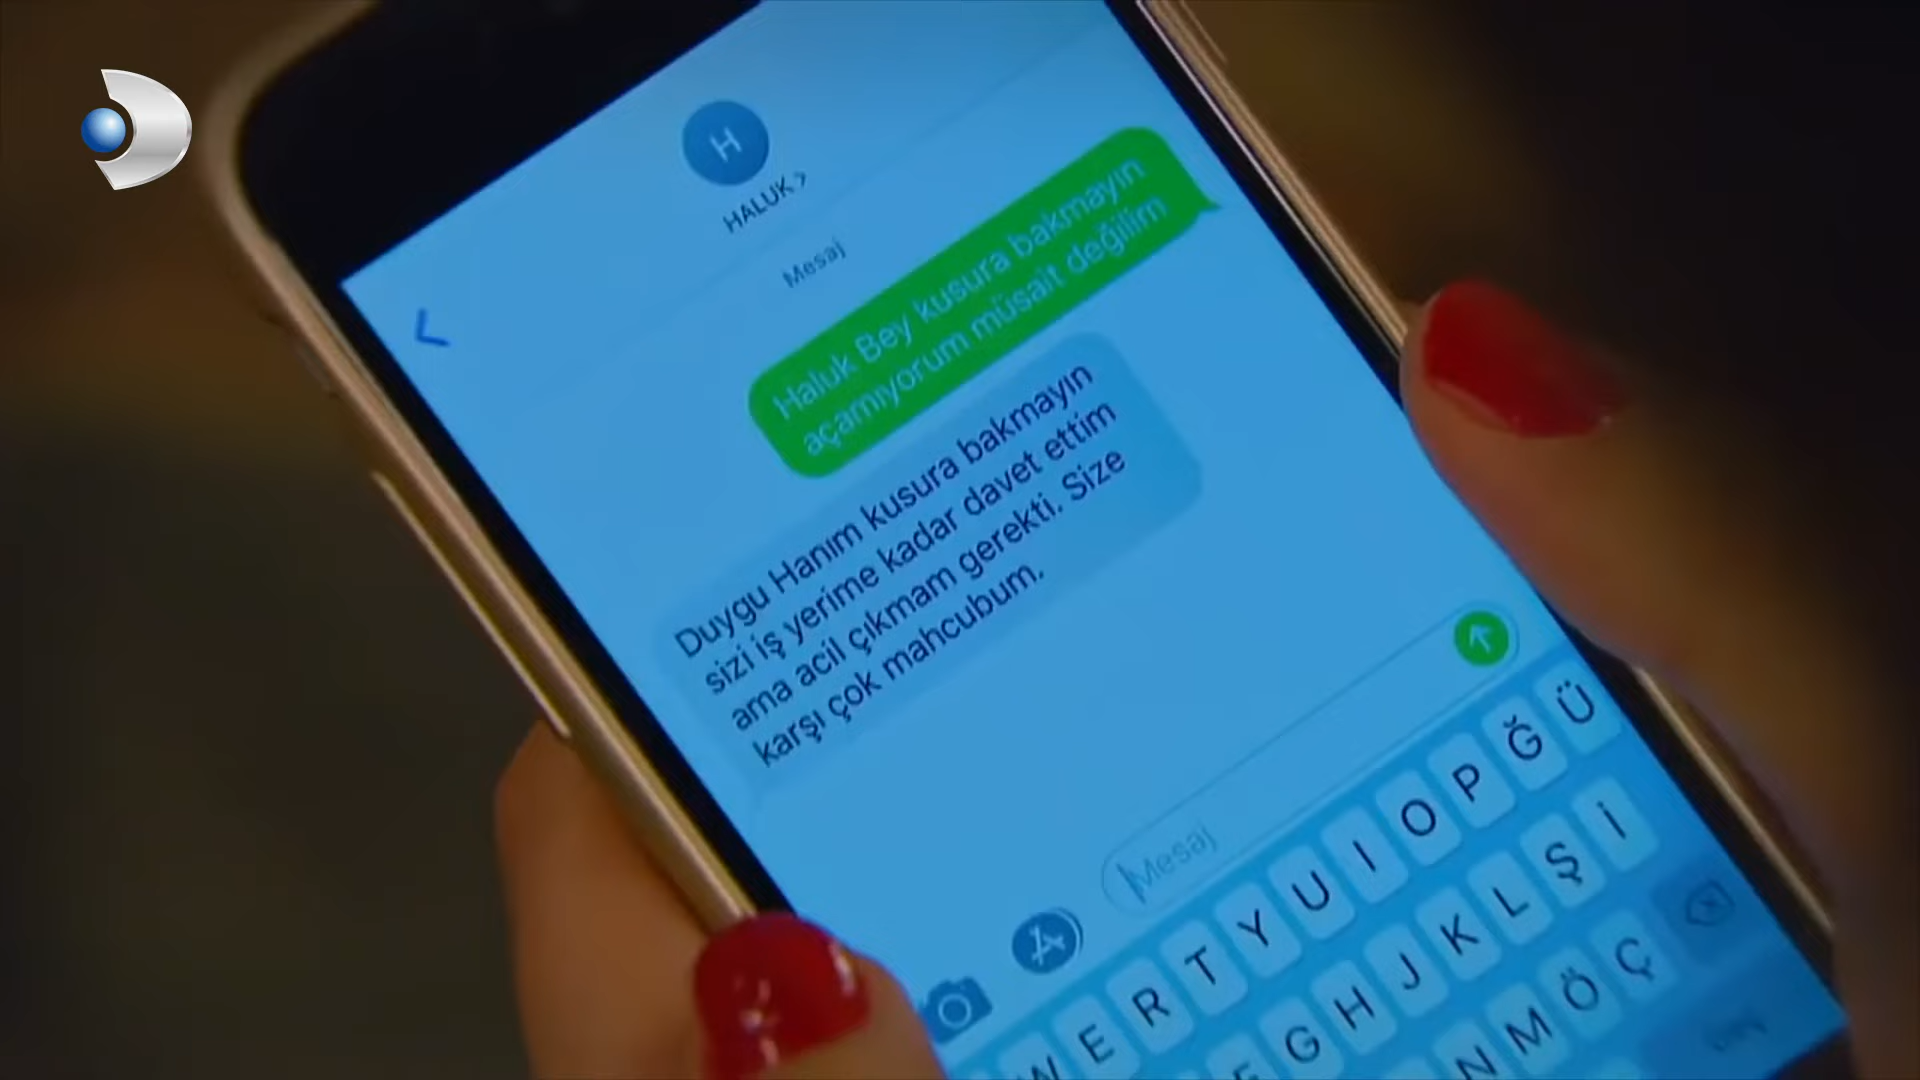 H
HALUK >
Mesaj
Haluk Bey kusura bakmayın
açamıyorum müsait değilim
Duygu Hanım kusura bakmayın
sizi iş yerime kadar davet ettim
ama acil çıkmam gerekti. Size
karşı çok mahcubum.
Mesaj
W E R T Y U I O P Ğ Ü
F G H J K L Ş İ
N M Ö Ç